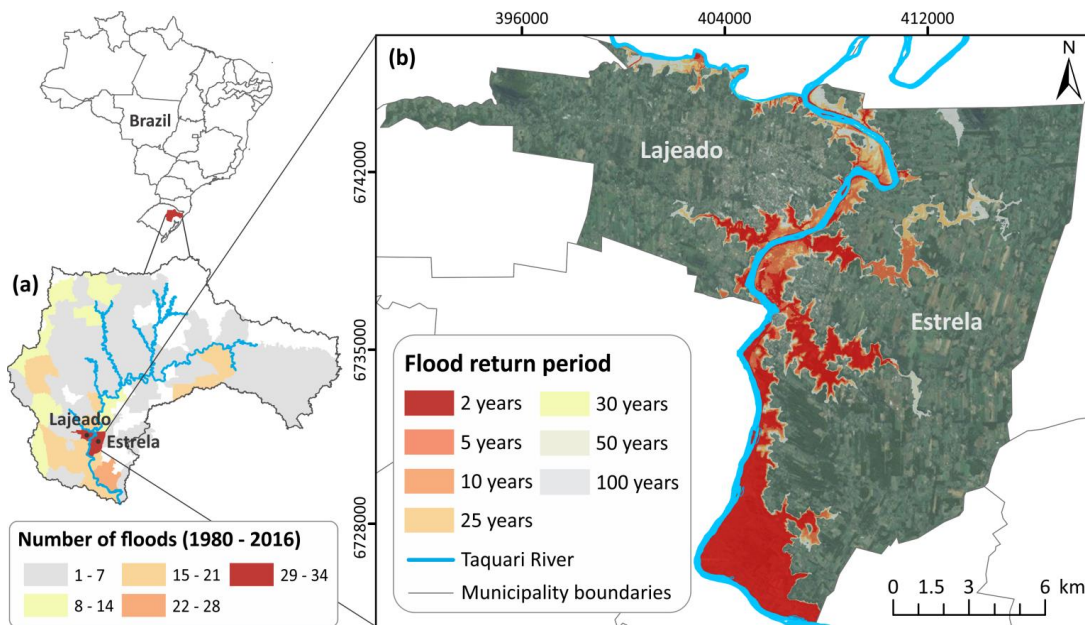 396000
404000
412000
(b)
N
Brazil
Lajeado
6742000
(a)
Estrela
6735000
Flood return period
2 years
30 years
5 years
50 years
10 years
100 years
25 years
Lajeado
Estrela
6728000
Taquari River
Municipality boundaries
Number of floods (1980 - 2016)
1 - 7
15 - 21
29 - 34
8 - 14
22 - 28
0 1.5 3 6 km